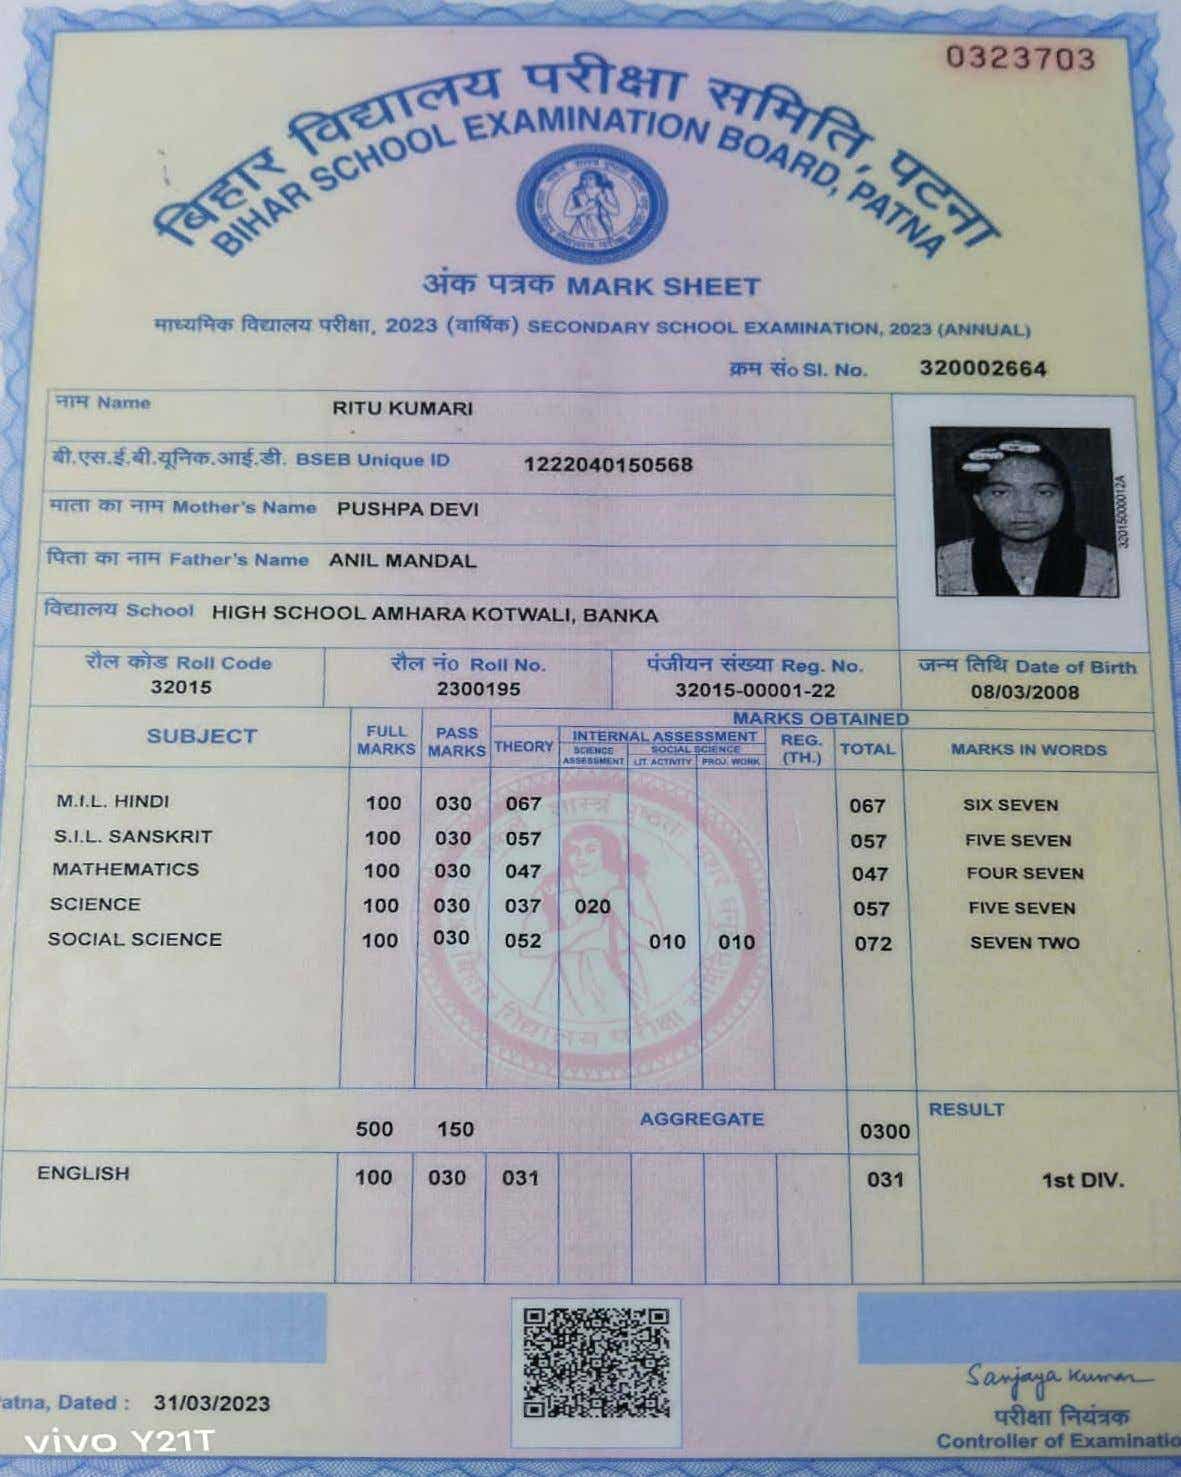 0323703
बिहार विद्यालय परीक्षा समिति, पटना
BIHAR SCHOOL EXAMINATION BOARD, PATNA
अंक पत्रक MARK SHEET
माध्यमिक विद्यालय परीक्षा, 2023 (वार्षिक) SECONDARY SCHOOL EXAMINATION, 2023 (ANNUAL)
क्रम सं० Sl. No. 320002664
नाम Name RITU KUMARI
बी.एस.ई.बी.यूनिक.आई.डी. BSEB Unique ID 1222040150568
माता का नाम Mother's Name PUSHPA DEVI
पिता का नाम Father's Name ANIL MANDAL
विद्यालय School HIGH SCHOOL AMHARA KOTWALI, BANKA
320150000012A
रौल कोड Roll Code रौल नं० Roll No. पंजीयन संख्या Reg. No. जन्म तिथि Date of Birth
32015 2300195 32015-00001-22 08/03/2008
MARKS OBTAINED
SUBJECT FULL MARKS PASS MARKS THEORY INTERNAL ASSESSMENT REG. (TH.) TOTAL MARKS IN WORDS
SCIENCE ASSESSMENT SOCIAL SCIENCE
LIT. ACTIVITY PROJ. WORK
M.I.L. HINDI 100 030 067 067 SIX SEVEN
S.I.L. SANSKRIT 100 030 057 057 FIVE SEVEN
MATHEMATICS 100 030 047 047 FOUR SEVEN
SCIENCE 100 030 037 020 057 FIVE SEVEN
SOCIAL SCIENCE 100 030 052 010 010 072 SEVEN TWO
500 150 AGGREGATE 0300 RESULT
ENGLISH 100 030 031 031 1st DIV.
Sanjaya Kumar
atna, Dated : 31/03/2023
परीक्षा नियंत्रक
Controller of Examinatio
vivo Y21T